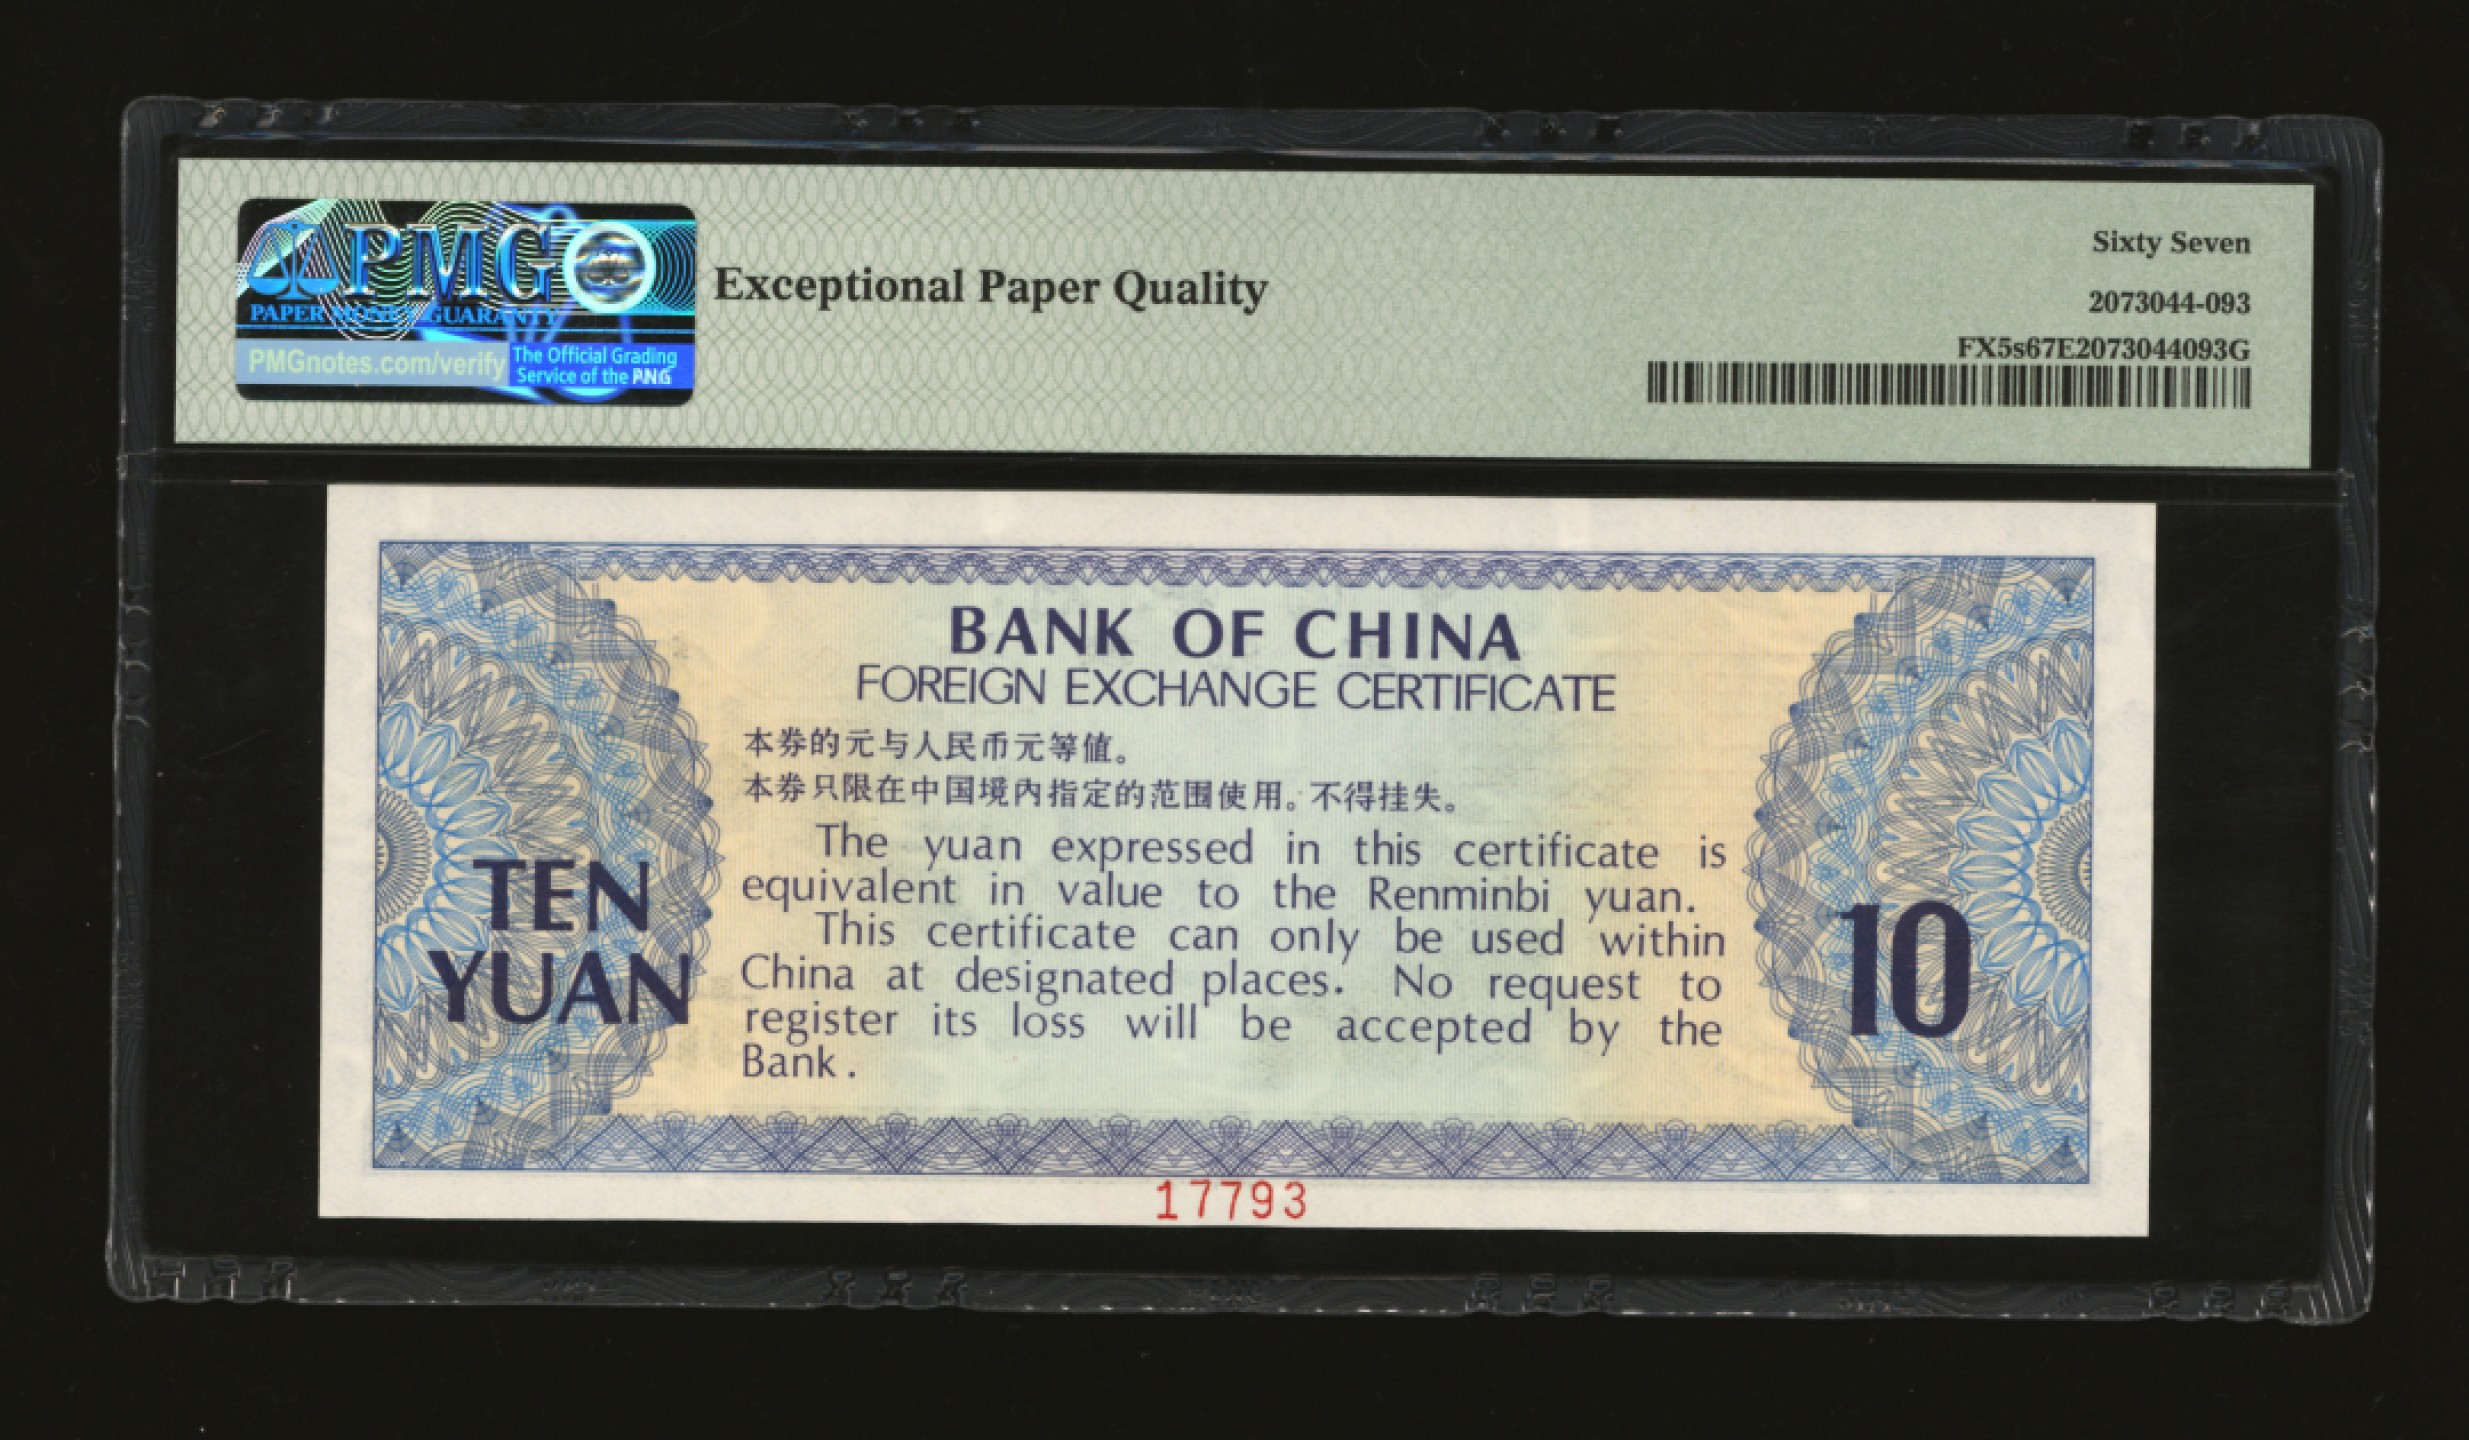 PMG
PAPER MONEY GUARANTY
PMGnotes.com/verify
The Official Grading
Service of the PNG
Exceptional Paper Quality
Sixty Seven
2073044-093
FX5s67E2073044093G
BANK OF CHINA
FOREIGN EXCHANGE CERTIFICATE
本券的元与人民币元等值。
本券只限在中国境内指定的范围使用。不得挂失。
The yuan expressed in this certificate is
equivalent in value to the Renminbi yuan.
This certificate can only be used within
China at designated places. No request to
register its loss will be accepted by the
Bank.
TEN
YUAN
10
17793